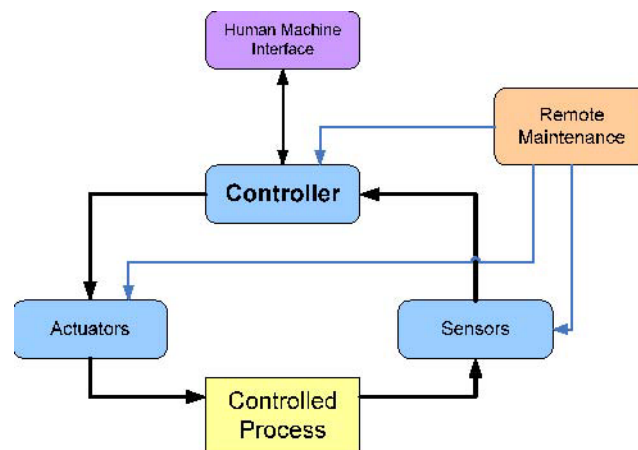 Human Machine
Interface
Remote
Maintenance
Controller
Actuators
Sensors
Controlled
Process